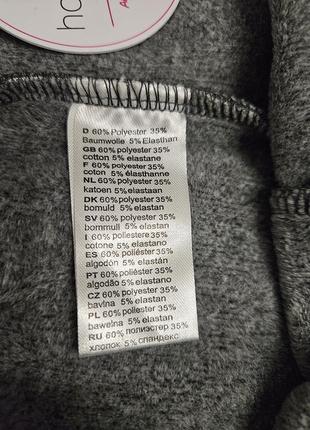 ho
D 60% Polyester 35%
Baumwolle 5% Elasthan
GB 60% polyester 35%
cotton 5% elastane
F 60% polyester 35%
coton 5% élasthanne
NL 60% polyester 35%
katoen 5% elastaan
DK 60% polyester 35%
bomuld 5% elastan
SV 60% polyester 35%
bommull 5% elastan
I 60% poliestere 35%
cotone 5% elastano
ES 60% poliéster 35%
algodón 5% elastán
PT 60% poliéster 35%
algodão 5% elastano
CZ 60% polyester 35%
bavlna 5% elastan
PL 60% poliester 35%
bawełna 5% elastan
RU 60% полиэстер 35%
хлопок 5% спандекс